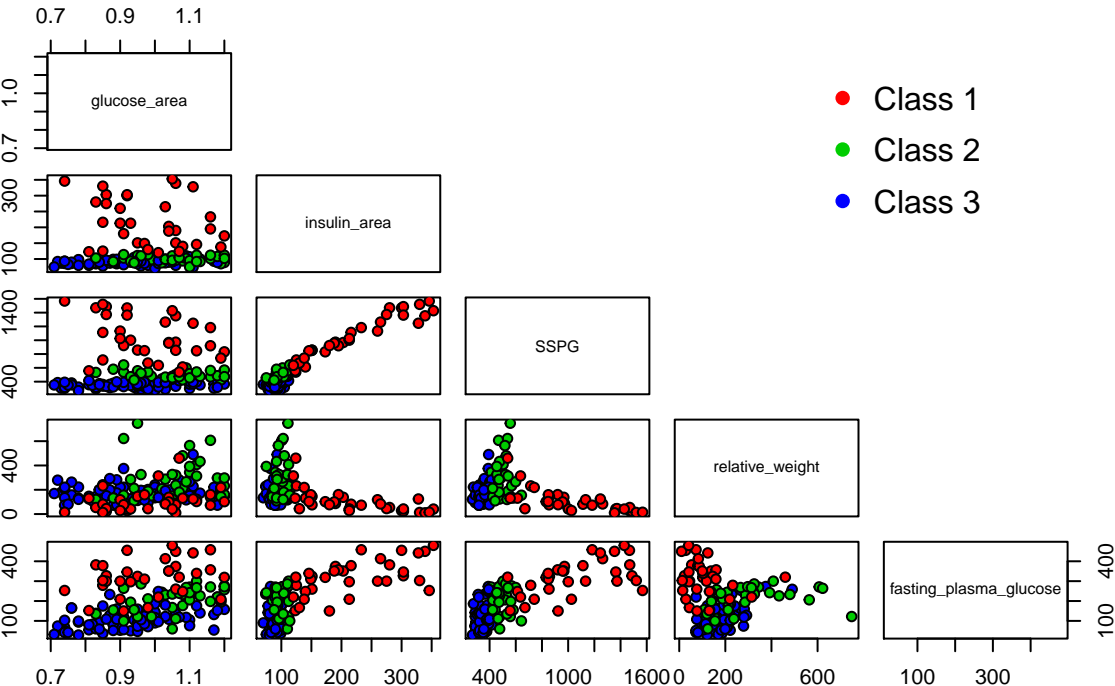 0.7 0.9 1.1
0.7 1.0
glucose_area
Class 1
Class 2
Class 3
100 300
insulin_area
400 1400
SSPG
0 400
relative_weight
100 400
fasting_plasma_glucose
100 400
0.7 0.9 1.1
100 200 300
400 1000 1600
0 200 600
100 300